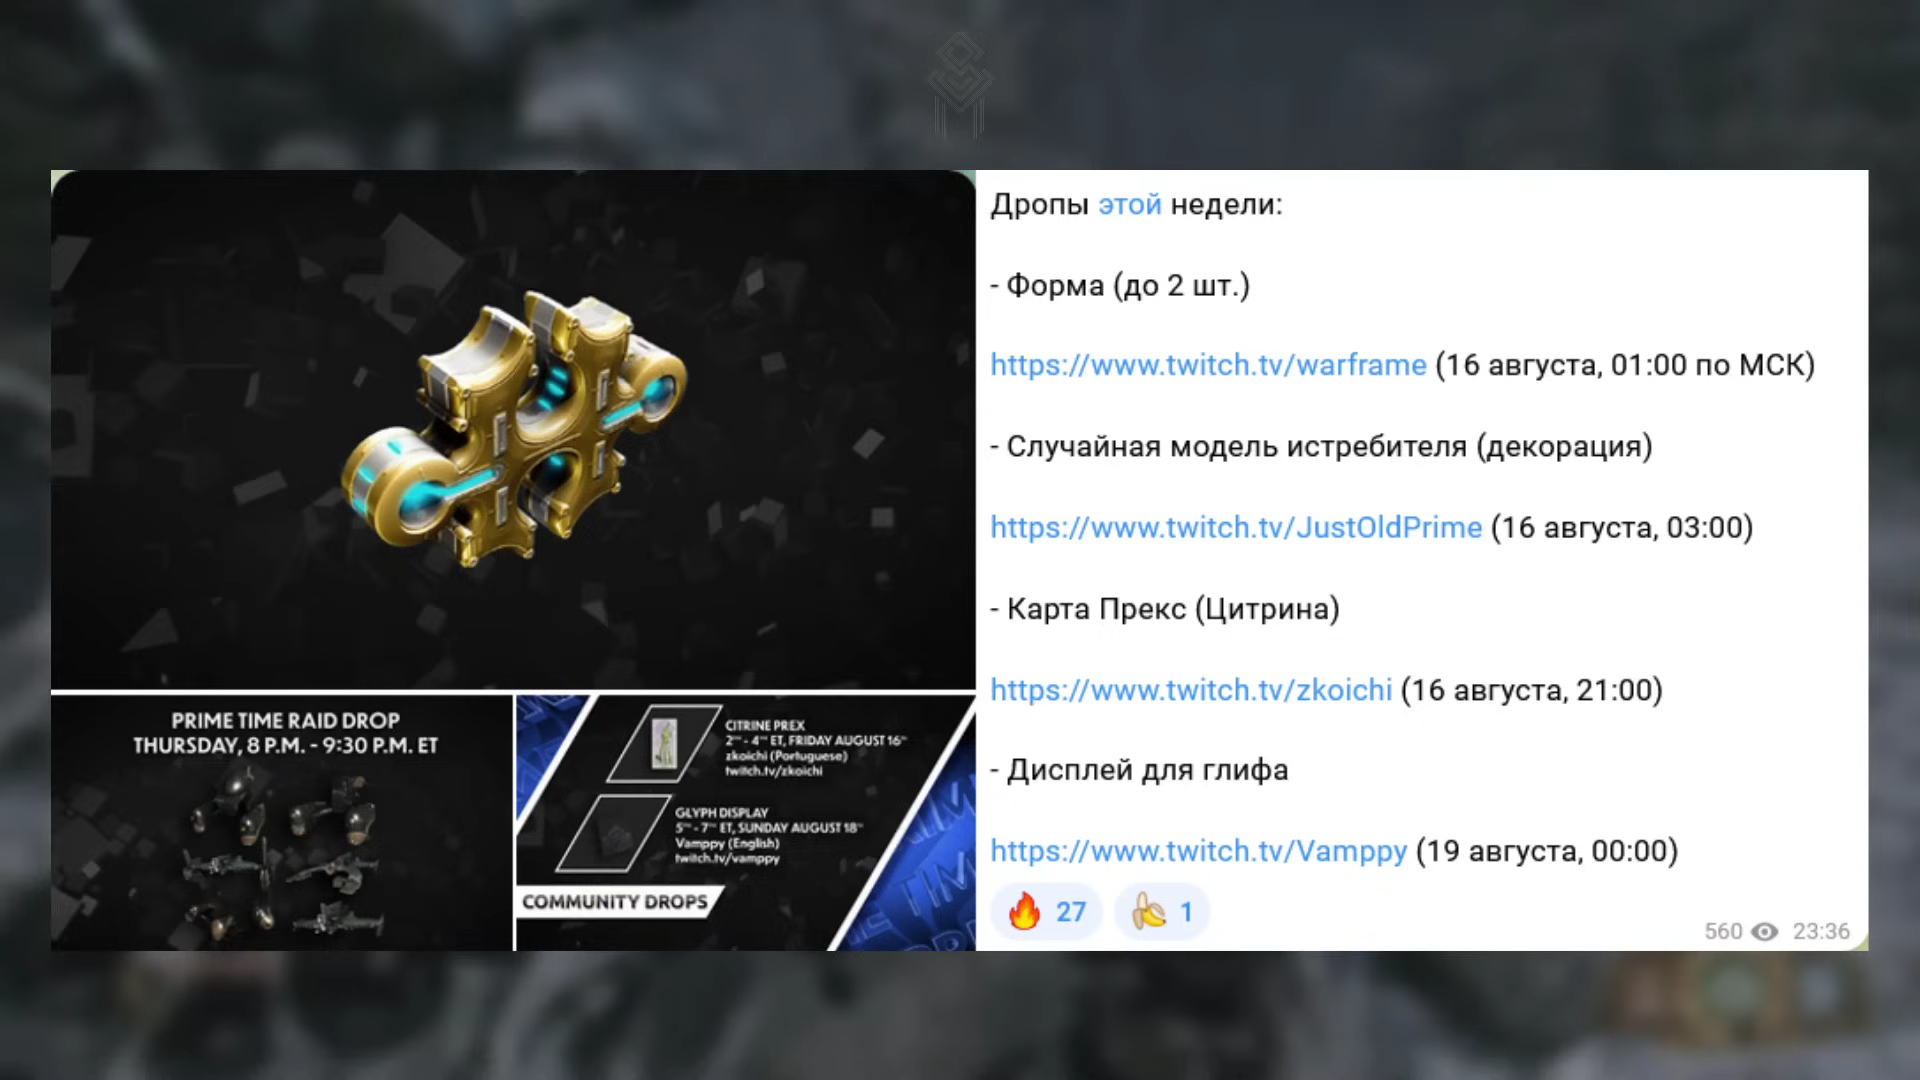 PRIME TIME RAID DROP
THURSDAY, 8 P.M. - 9:30 P.M. ET
CITRINE PREX
2ᴾᴹ - 4ᴾᴹ ET, FRIDAY AUGUST 16ᵀᴴ
zkoichi (Portuguese)
twitch.tv/zkoichi
GLYPH DISPLAY
5ᴾᴹ - 7ᴾᴹ ET, SUNDAY AUGUST 18ᵀᴴ
Vamppy (English)
twitch.tv/vamppy
COMMUNITY DROPS
Дропы этой недели:
- Форма (до 2 шт.)
https://www.twitch.tv/warframe (16 августа, 01:00 по МСК)
- Случайная модель истребителя (декорация)
https://www.twitch.tv/JustOldPrime (16 августа, 03:00)
- Карта Прекс (Цитрина)
https://www.twitch.tv/zkoichi (16 августа, 21:00)
- Дисплей для глифа
https://www.twitch.tv/Vamppy (19 августа, 00:00)
27 1
560 23:36